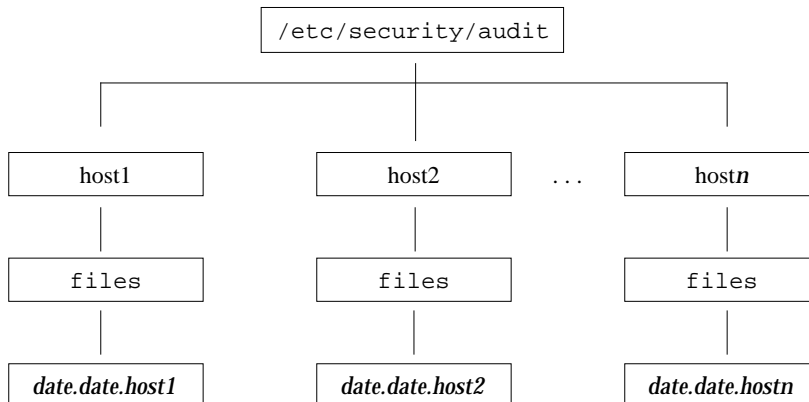 /etc/security/audit
host1 host2 ... hostn
files files files
date.date.host1 date.date.host2 date.date.hostn